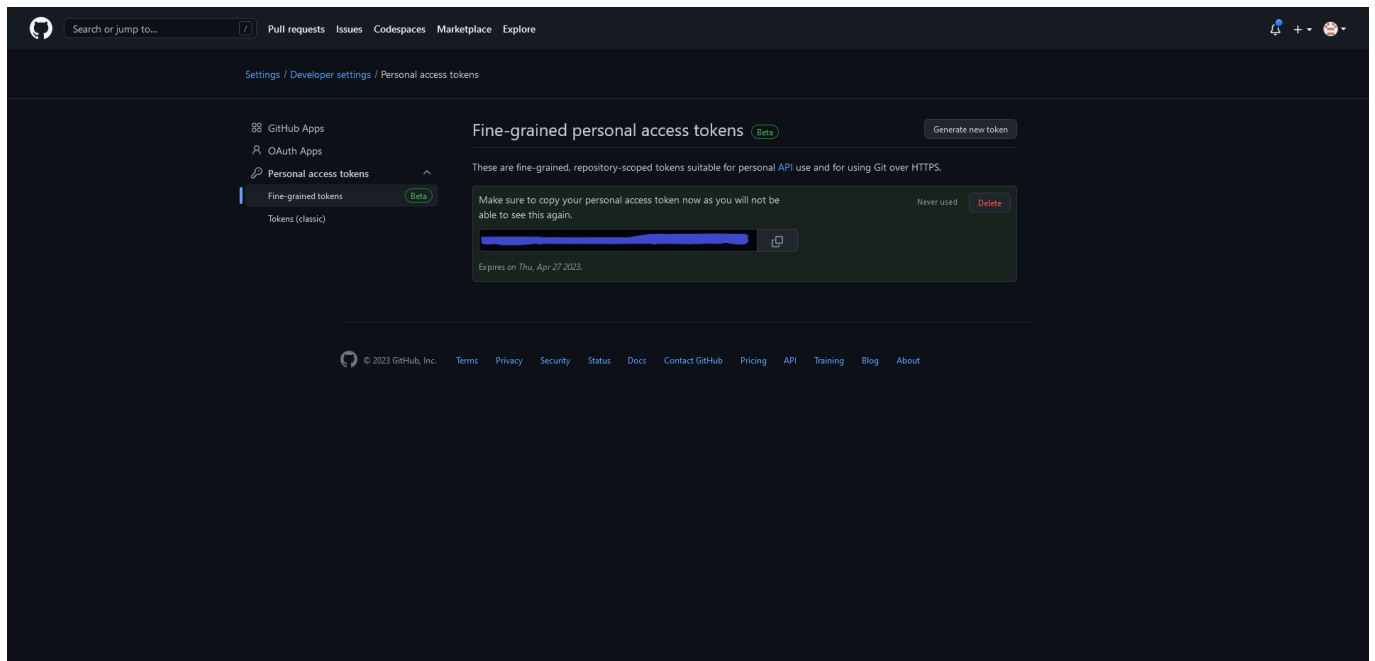 Search or jump to... / Pull requests Issues Codespaces Marketplace Explore
Settings / Developer settings / Personal access tokens
GitHub Apps
OAuth Apps
Personal access tokens
Fine-grained tokens Beta
Tokens (classic)
Fine-grained personal access tokens Beta Generate new token
These are fine-grained, repository-scoped tokens suitable for personal API use and for using Git over HTTPS.
Make sure to copy your personal access token now as you will not be
able to see this again.
Never used Delete
Expires on Thu, Apr 27 2023.
© 2023 GitHub, Inc. Terms Privacy Security Status Docs Contact GitHub Pricing API Training Blog About